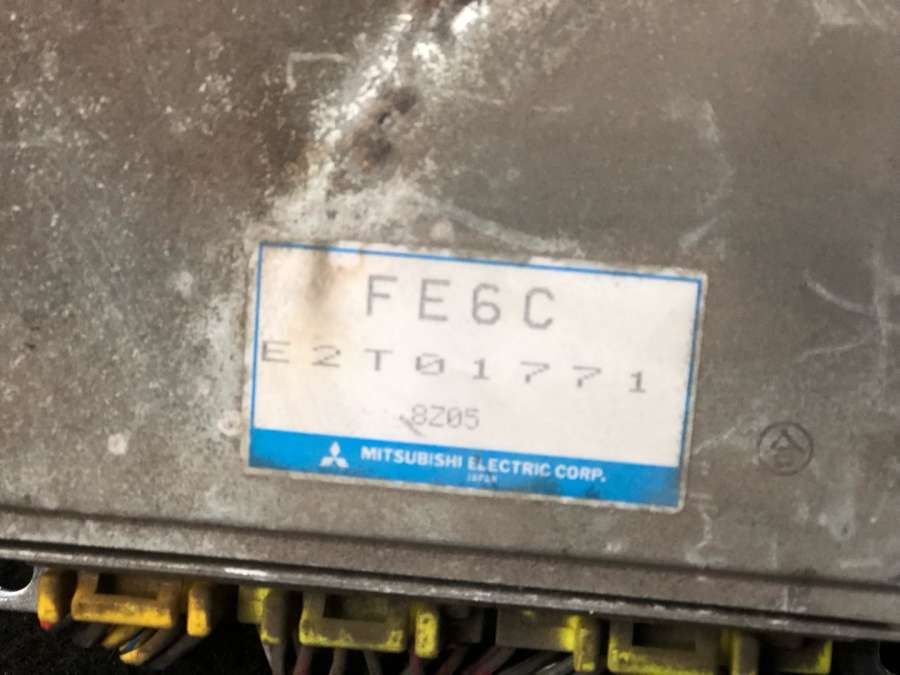 FE6C
E2T01771
8Z05
MITSUBISHI ELECTRIC CORP.
JAPAN